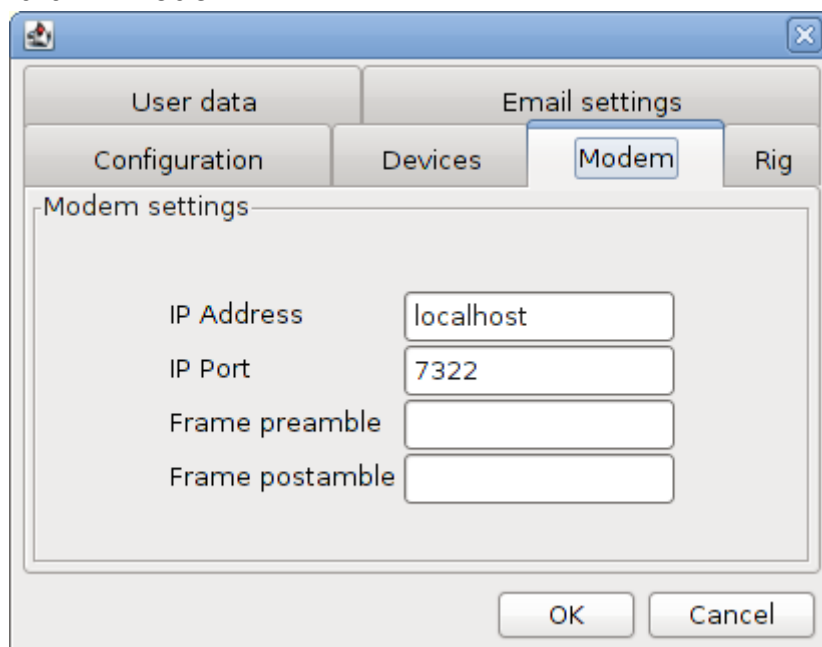 User data Email settings
Configuration Devices Modem Rig
Modem settings
IP Address localhost
IP Port 7322
Frame preamble
Frame postamble
OK Cancel